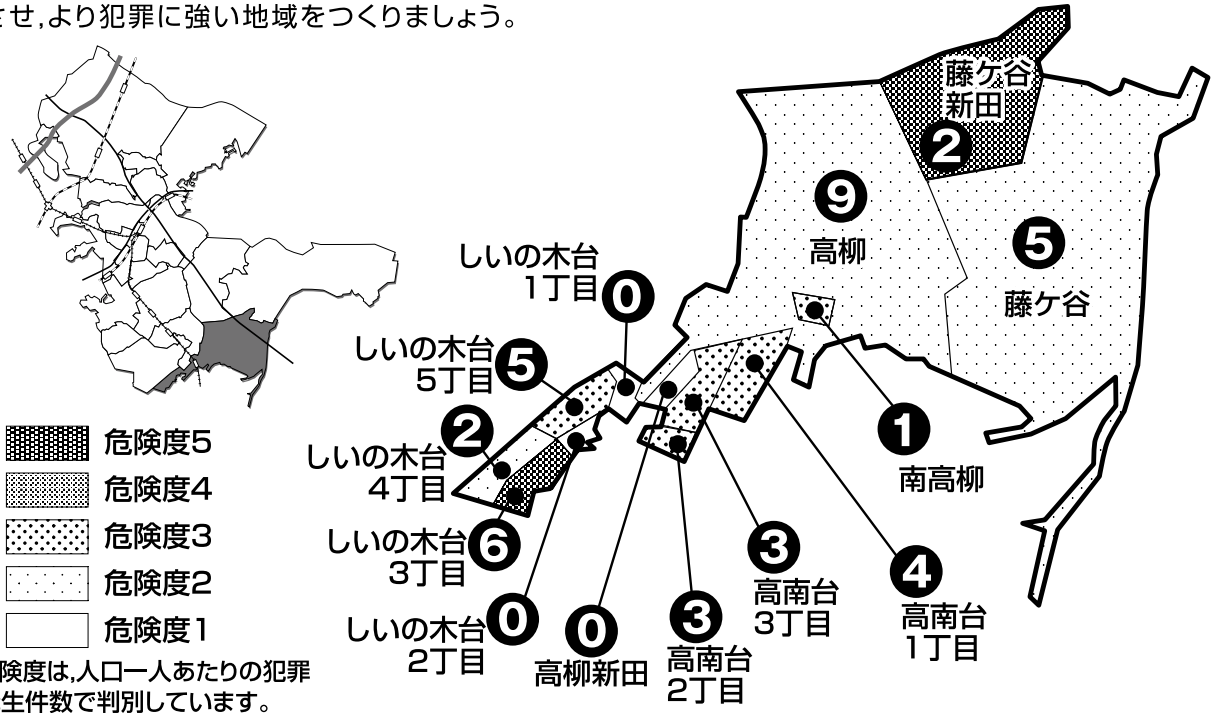 させ,より犯罪に強い地域をつくりましょう。
藤ケ谷
新田
2
9
高柳
5
藤ケ谷
しいの木台
1丁目
0
しいの木台
5丁目
5
しいの木台
4丁目
2
しいの木台
3丁目
6
しいの木台
2丁目
0
高柳新田
0
高南台
2丁目
3
高南台
3丁目
3
高南台
1丁目
4
南高柳
1
危険度5
危険度4
危険度3
危険度2
危険度1
険度は,人口一人あたりの犯罪
生件数で判別しています。